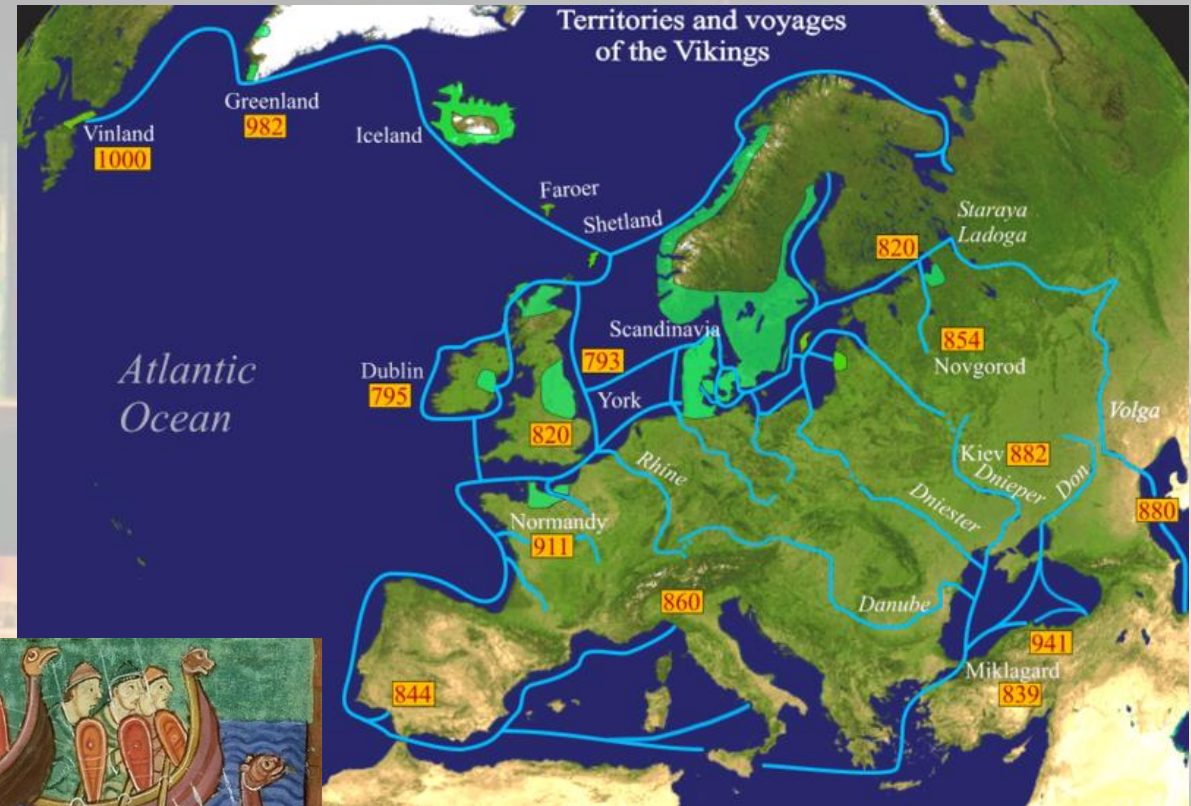 Territories and voyages
of the Vikings
Greenland
982
Vinland
1000
Iceland
Faroer
Shetland
Staraya
Ladoga
820
Scandinavia
793
854
Novgorod
Atlantic
Ocean
Dublin
795
York
820
Volga
Kiev 882
Rhine
Dnieper
Don
Dniester
880
Normandy
911
860
Danube
941
Miklagard
839
844